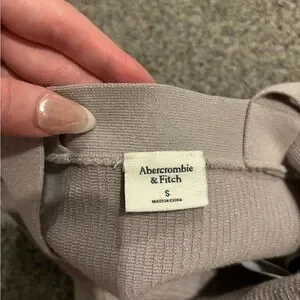 Abercrombie
& Fitch
S
MADE IN CHINA